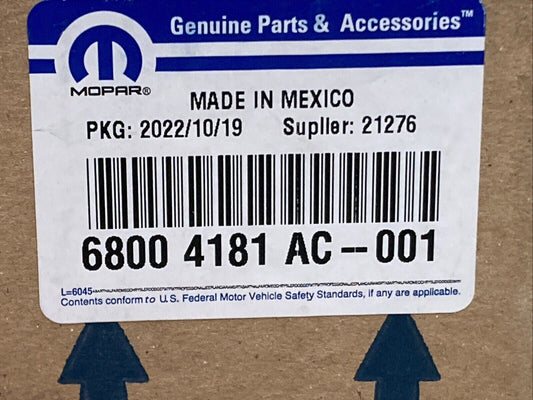 Genuine Parts & Accessories™
MOPAR®
MADE IN MEXICO
PKG: 2022/10/19 Supller: 21276
6800 4181 AC--001
L=6045
Contents conform to U.S. Federal Motor Vehicle Safety Standards, if any are applicable.